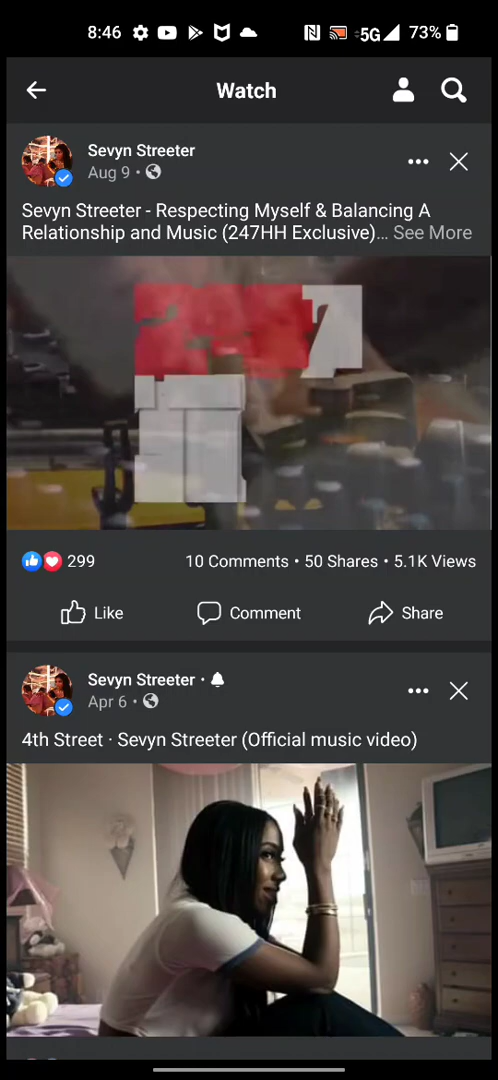 8:46
5G
73%
Watch
Sevyn Streeter
Aug 9 •
•••
Sevyn Streeter - Respecting Myself & Balancing A
Relationship and Music (247HH Exclusive)... See More
299
10 Comments • 50 Shares • 5.1K Views
Like
Comment
Share
Sevyn Streeter •
Apr 6 •
•••
4th Street · Sevyn Streeter (Official music video)